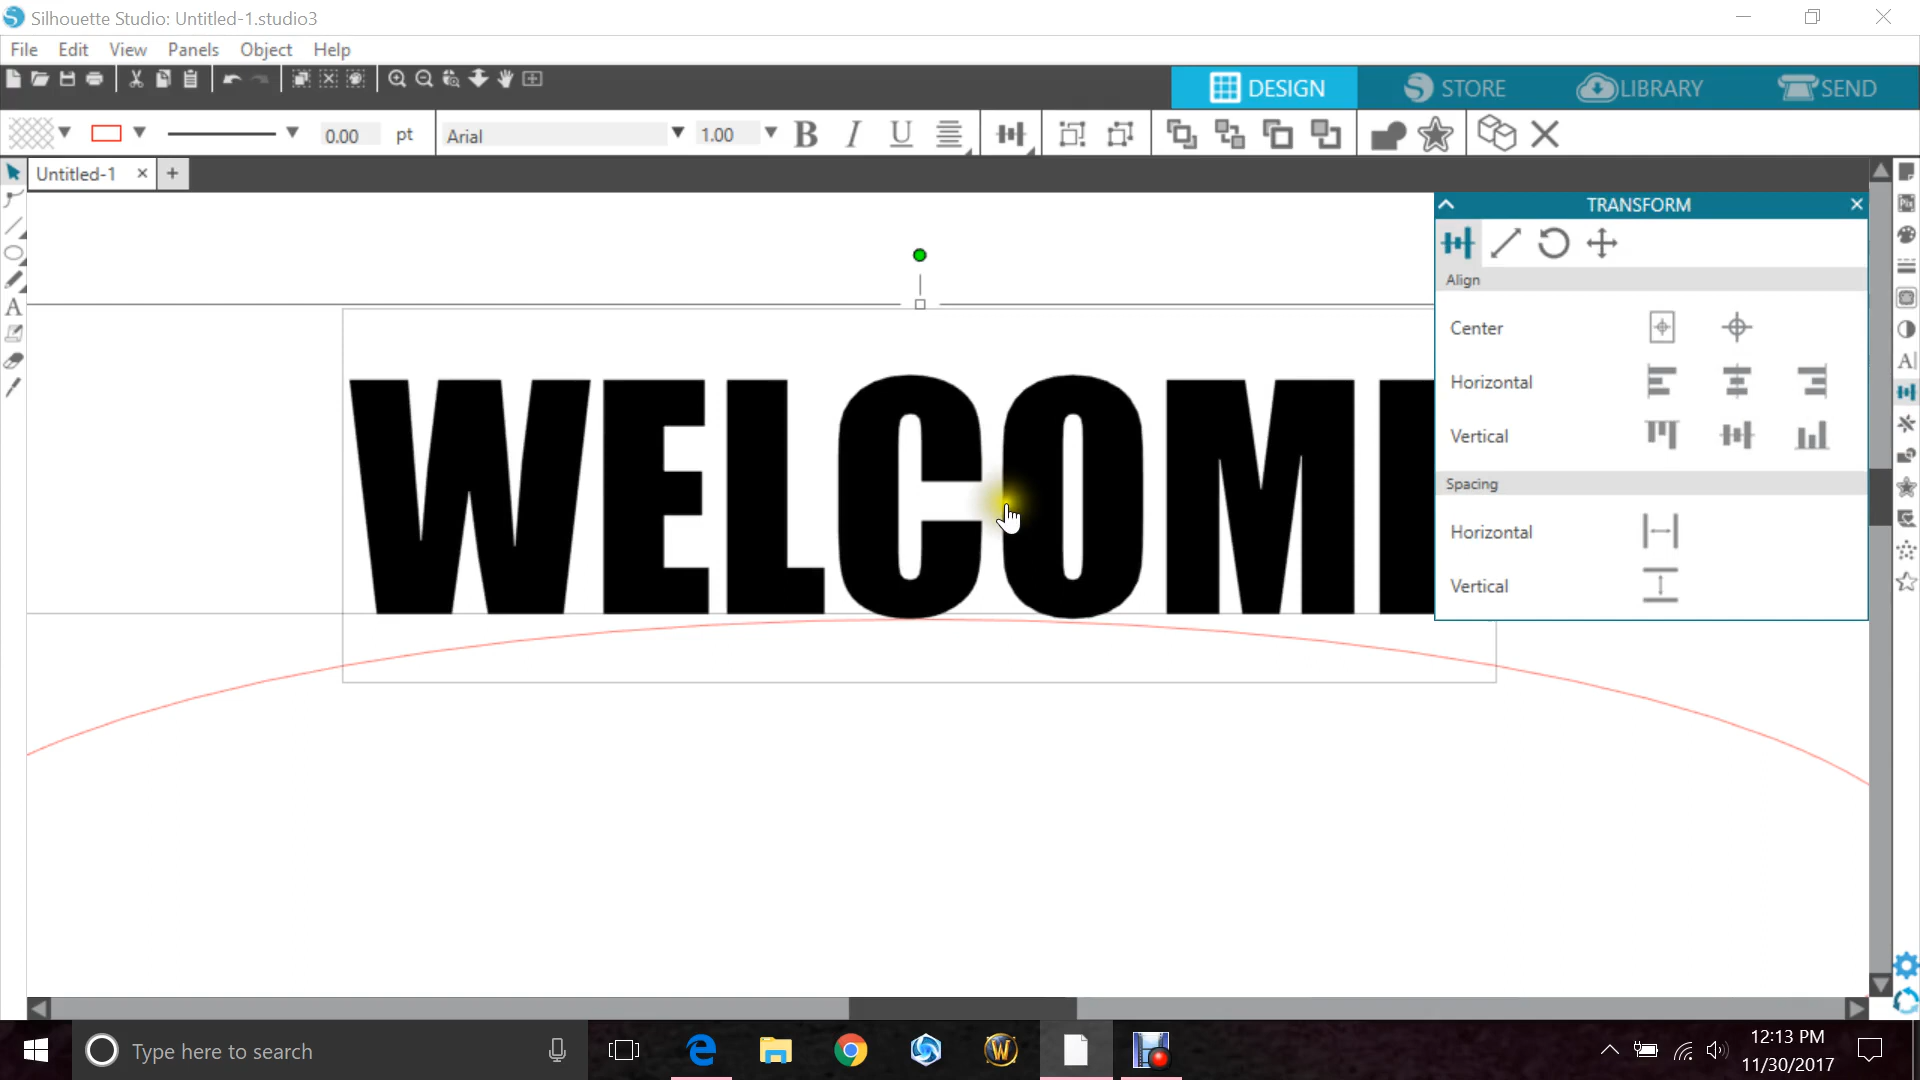 Silhouette Studio: Untitled-1.studio3
File Edit View Panels Object Help
DESIGN STORE LIBRARY SEND
0.00 pt Arial 1.00 B I U
Untitled-1
TRANSFORM
Align
Center
Horizontal
Vertical
Spacing
Horizontal
Vertical
WELCOM
Type here to search
12:13 PM
11/30/2017